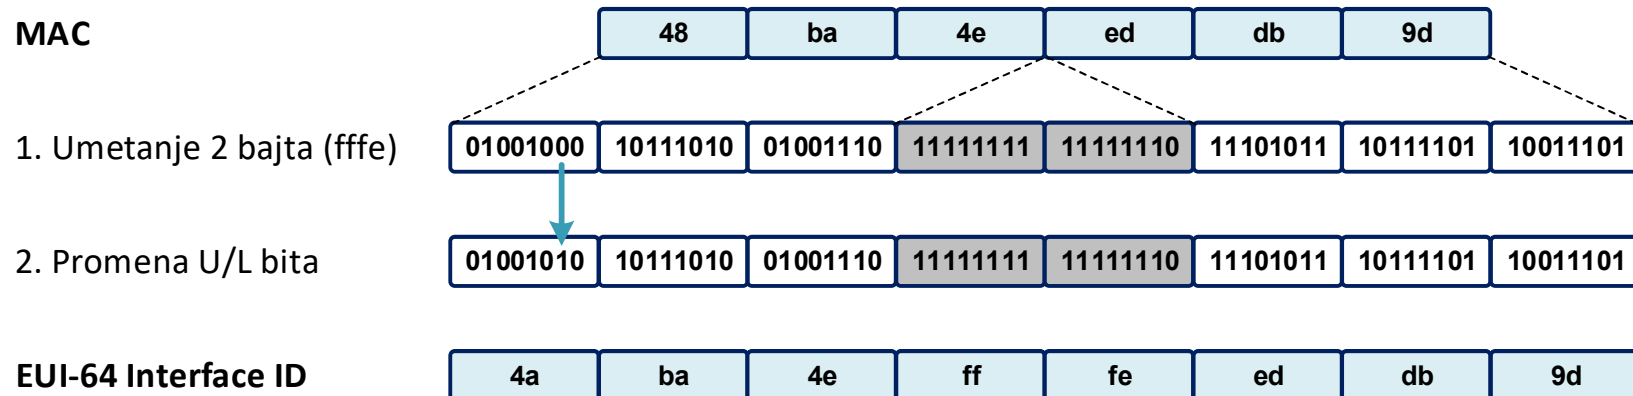 MAC 48 ba 4e ed db 9d
1. Umetanje 2 bajta (fffe) 01001000 10111010 01001110 11111111 11111110 11101011 10111101 10011101
2. Promena U/L bita 01001010 10111010 01001110 11111111 11111110 11101011 10111101 10011101
EUI-64 Interface ID 4a ba 4e ff fe ed db 9d